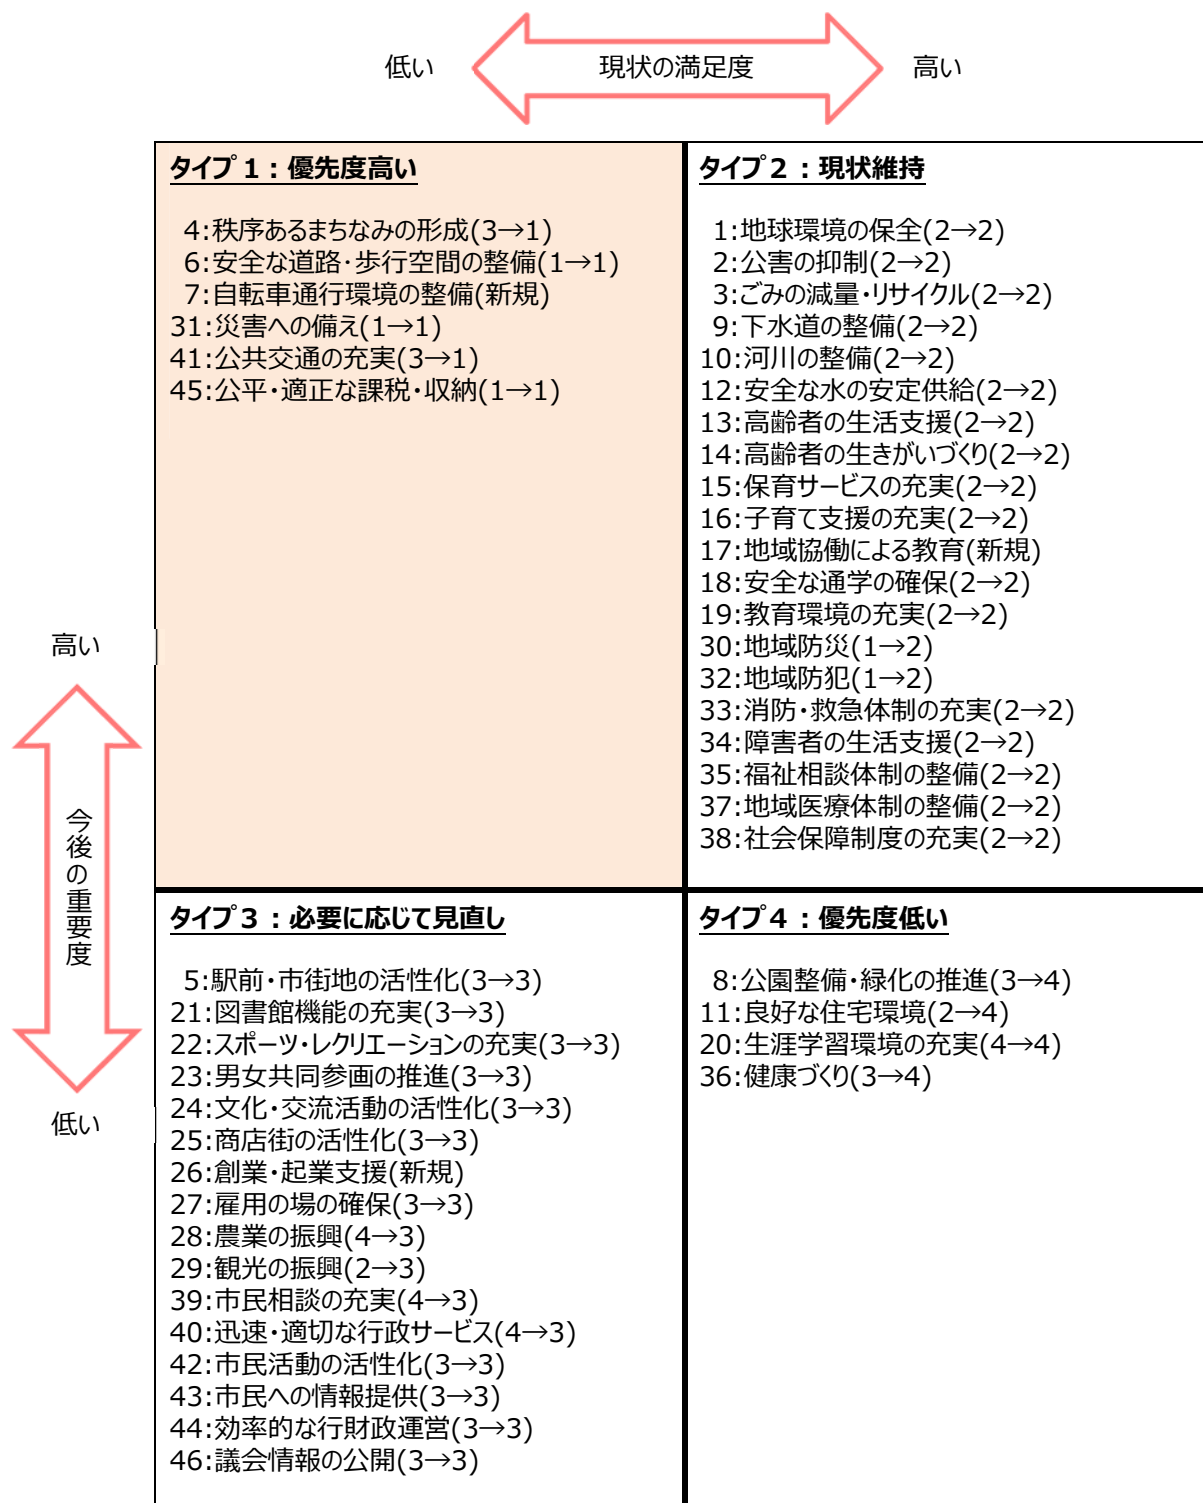 低い 現状の満足度 高い
タイプ1：優先度高い
4:秩序あるまちなみの形成(3→1)
6:安全な道路・歩行空間の整備(1→1)
7:自転車通行環境の整備(新規)
31:災害への備え(1→1)
41:公共交通の充実(3→1)
45:公平・適正な課税・収納(1→1)
タイプ2：現状維持
1:地球環境の保全(2→2)
2:公害の抑制(2→2)
3:ごみの減量・リサイクル(2→2)
9:下水道の整備(2→2)
10:河川の整備(2→2)
12:安全な水の安定供給(2→2)
13:高齢者の生活支援(2→2)
14:高齢者の生きがいづくり(2→2)
15:保育サービスの充実(2→2)
16:子育て支援の充実(2→2)
17:地域協働による教育(新規)
18:安全な通学の確保(2→2)
19:教育環境の充実(2→2)
30:地域防災(1→2)
32:地域防犯(1→2)
33:消防・救急体制の充実(2→2)
34:障害者の生活支援(2→2)
35:福祉相談体制の整備(2→2)
37:地域医療体制の整備(2→2)
38:社会保障制度の充実(2→2)
高い
今後の重要度
低い
タイプ3：必要に応じて見直し
5:駅前・市街地の活性化(3→3)
21:図書館機能の充実(3→3)
22:スポーツ・レクリエーションの充実(3→3)
23:男女共同参画の推進(3→3)
24:文化・交流活動の活性化(3→3)
25:商店街の活性化(3→3)
26:創業・起業支援(新規)
27:雇用の場の確保(3→3)
28:農業の振興(4→3)
29:観光の振興(2→3)
39:市民相談の充実(4→3)
40:迅速・適切な行政サービス(4→3)
42:市民活動の活性化(3→3)
43:市民への情報提供(3→3)
44:効率的な行財政運営(3→3)
46:議会情報の公開(3→3)
タイプ4：優先度低い
8:公園整備・緑化の推進(3→4)
11:良好な住宅環境(2→4)
20:生涯学習環境の充実(4→4)
36:健康づくり(3→4)